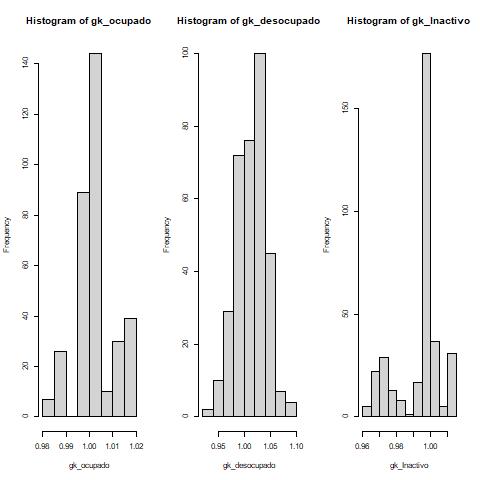 Histogram of gk_ocupado
Frequency
0 20 40 60 80 100 120 140
0.98 0.99 1.00 1.01 1.02
gk_ocupado
Histogram of gk_desocupado
Frequency
0 20 40 60 80 100
0.95 1.00 1.05 1.10
gk_desocupado
Histogram of gk_Inactivo
Frequency
0 50 100 150
0.96 0.98 1.00
gk_Inactivo